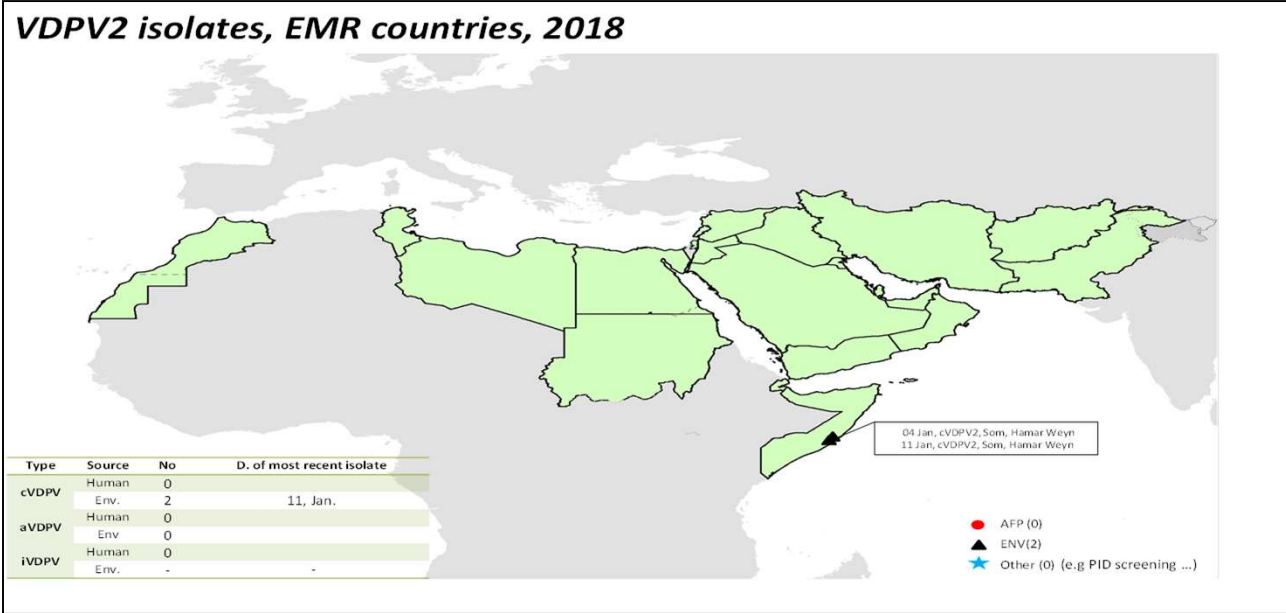 VDPV2 isolates, EMR countries, 2018
04 Jan, cVDPV2, Som, Hamar Weyn
11 Jan, cVDPV2, Som, Hamar Weyn
Type Source No D. of most recent isolate
cVDPV Human 0
Env. 2 11, Jan.
aVDPV Human 0
Env 0
iVDPV Human 0
Env. - -
AFP (0)
ENV(2)
Other (0) (e.g PID screening ...)